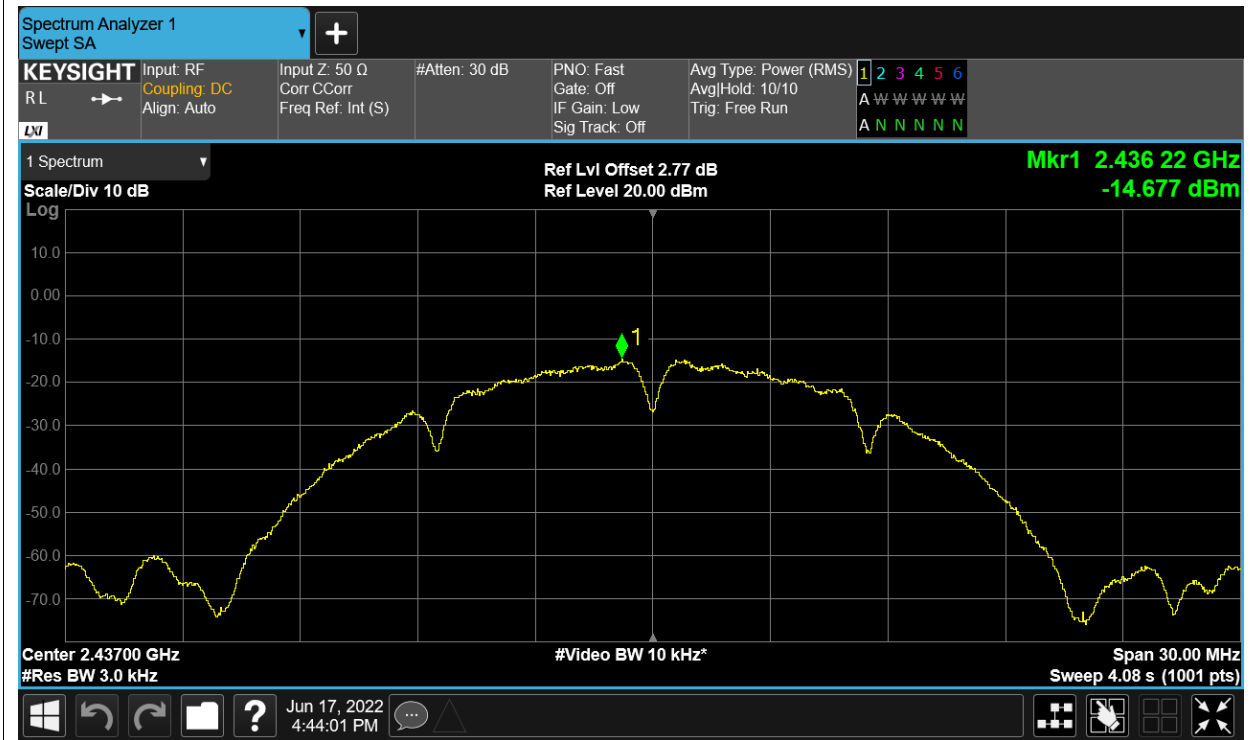 Spectrum Analyzer 1
Swept SA
KEYSIGHT
R L
LXI
Input: RF
Coupling: DC
Align: Auto
Input Z: 50 Ω
Corr CCorr
Freq Ref: Int (S)
#Atten: 30 dB
PNO: Fast
Gate: Off
IF Gain: Low
Sig Track: Off
Avg Type: Power (RMS)
Avg|Hold: 10/10
Trig: Free Run
1 2 3 4 5 6
A W W W W W
A N N N N N
1 Spectrum
Scale/Div 10 dB
Log
Ref Lvl Offset 2.77 dB
Ref Level 20.00 dBm
Mkr1 2.436 22 GHz
-14.677 dBm
10.0
0.00
-10.0
-20.0
-30.0
-40.0
-50.0
-60.0
-70.0
1
Center 2.43700 GHz
#Res BW 3.0 kHz
#Video BW 10 kHz*
Span 30.00 MHz
Sweep 4.08 s (1001 pts)
?
Jun 17, 2022
4:44:01 PM